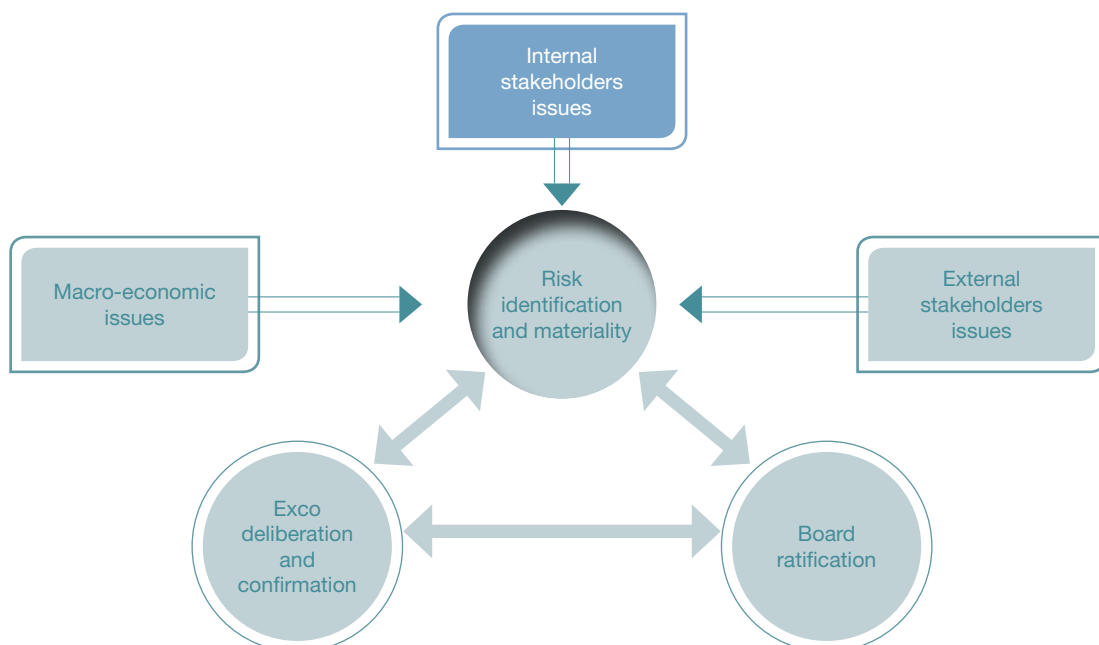 Internal
stakeholders
issues
Macro-economic
issues
Risk
identification
and materiality
External
stakeholders
issues
Exco
deliberation
and
confirmation
Board
ratification